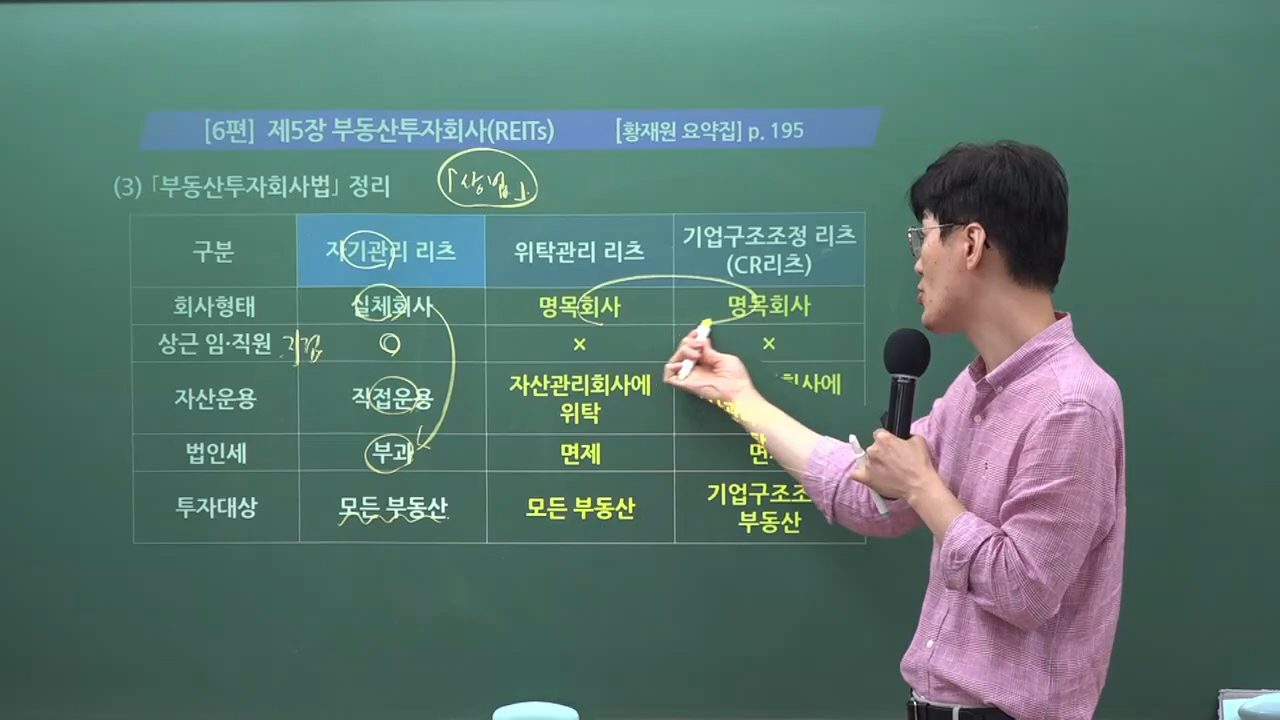 [6편] 제5장 부동산투자회사(REITs) [황재원 요약집] p. 195
(3) 「부동산투자회사법」 정리 「상법」
구분 자기관리 리츠 위탁관리 리츠 기업구조조정 리츠
(CR리츠)
회사형태 실체회사 명목회사 명목회사
상근 임·직원 ○ × ×
자산운용 직접운용 자산관리회사에
위탁
법인세 부과 면제
투자대상 모든 부동산 모든 부동산 기업구조조
부동산